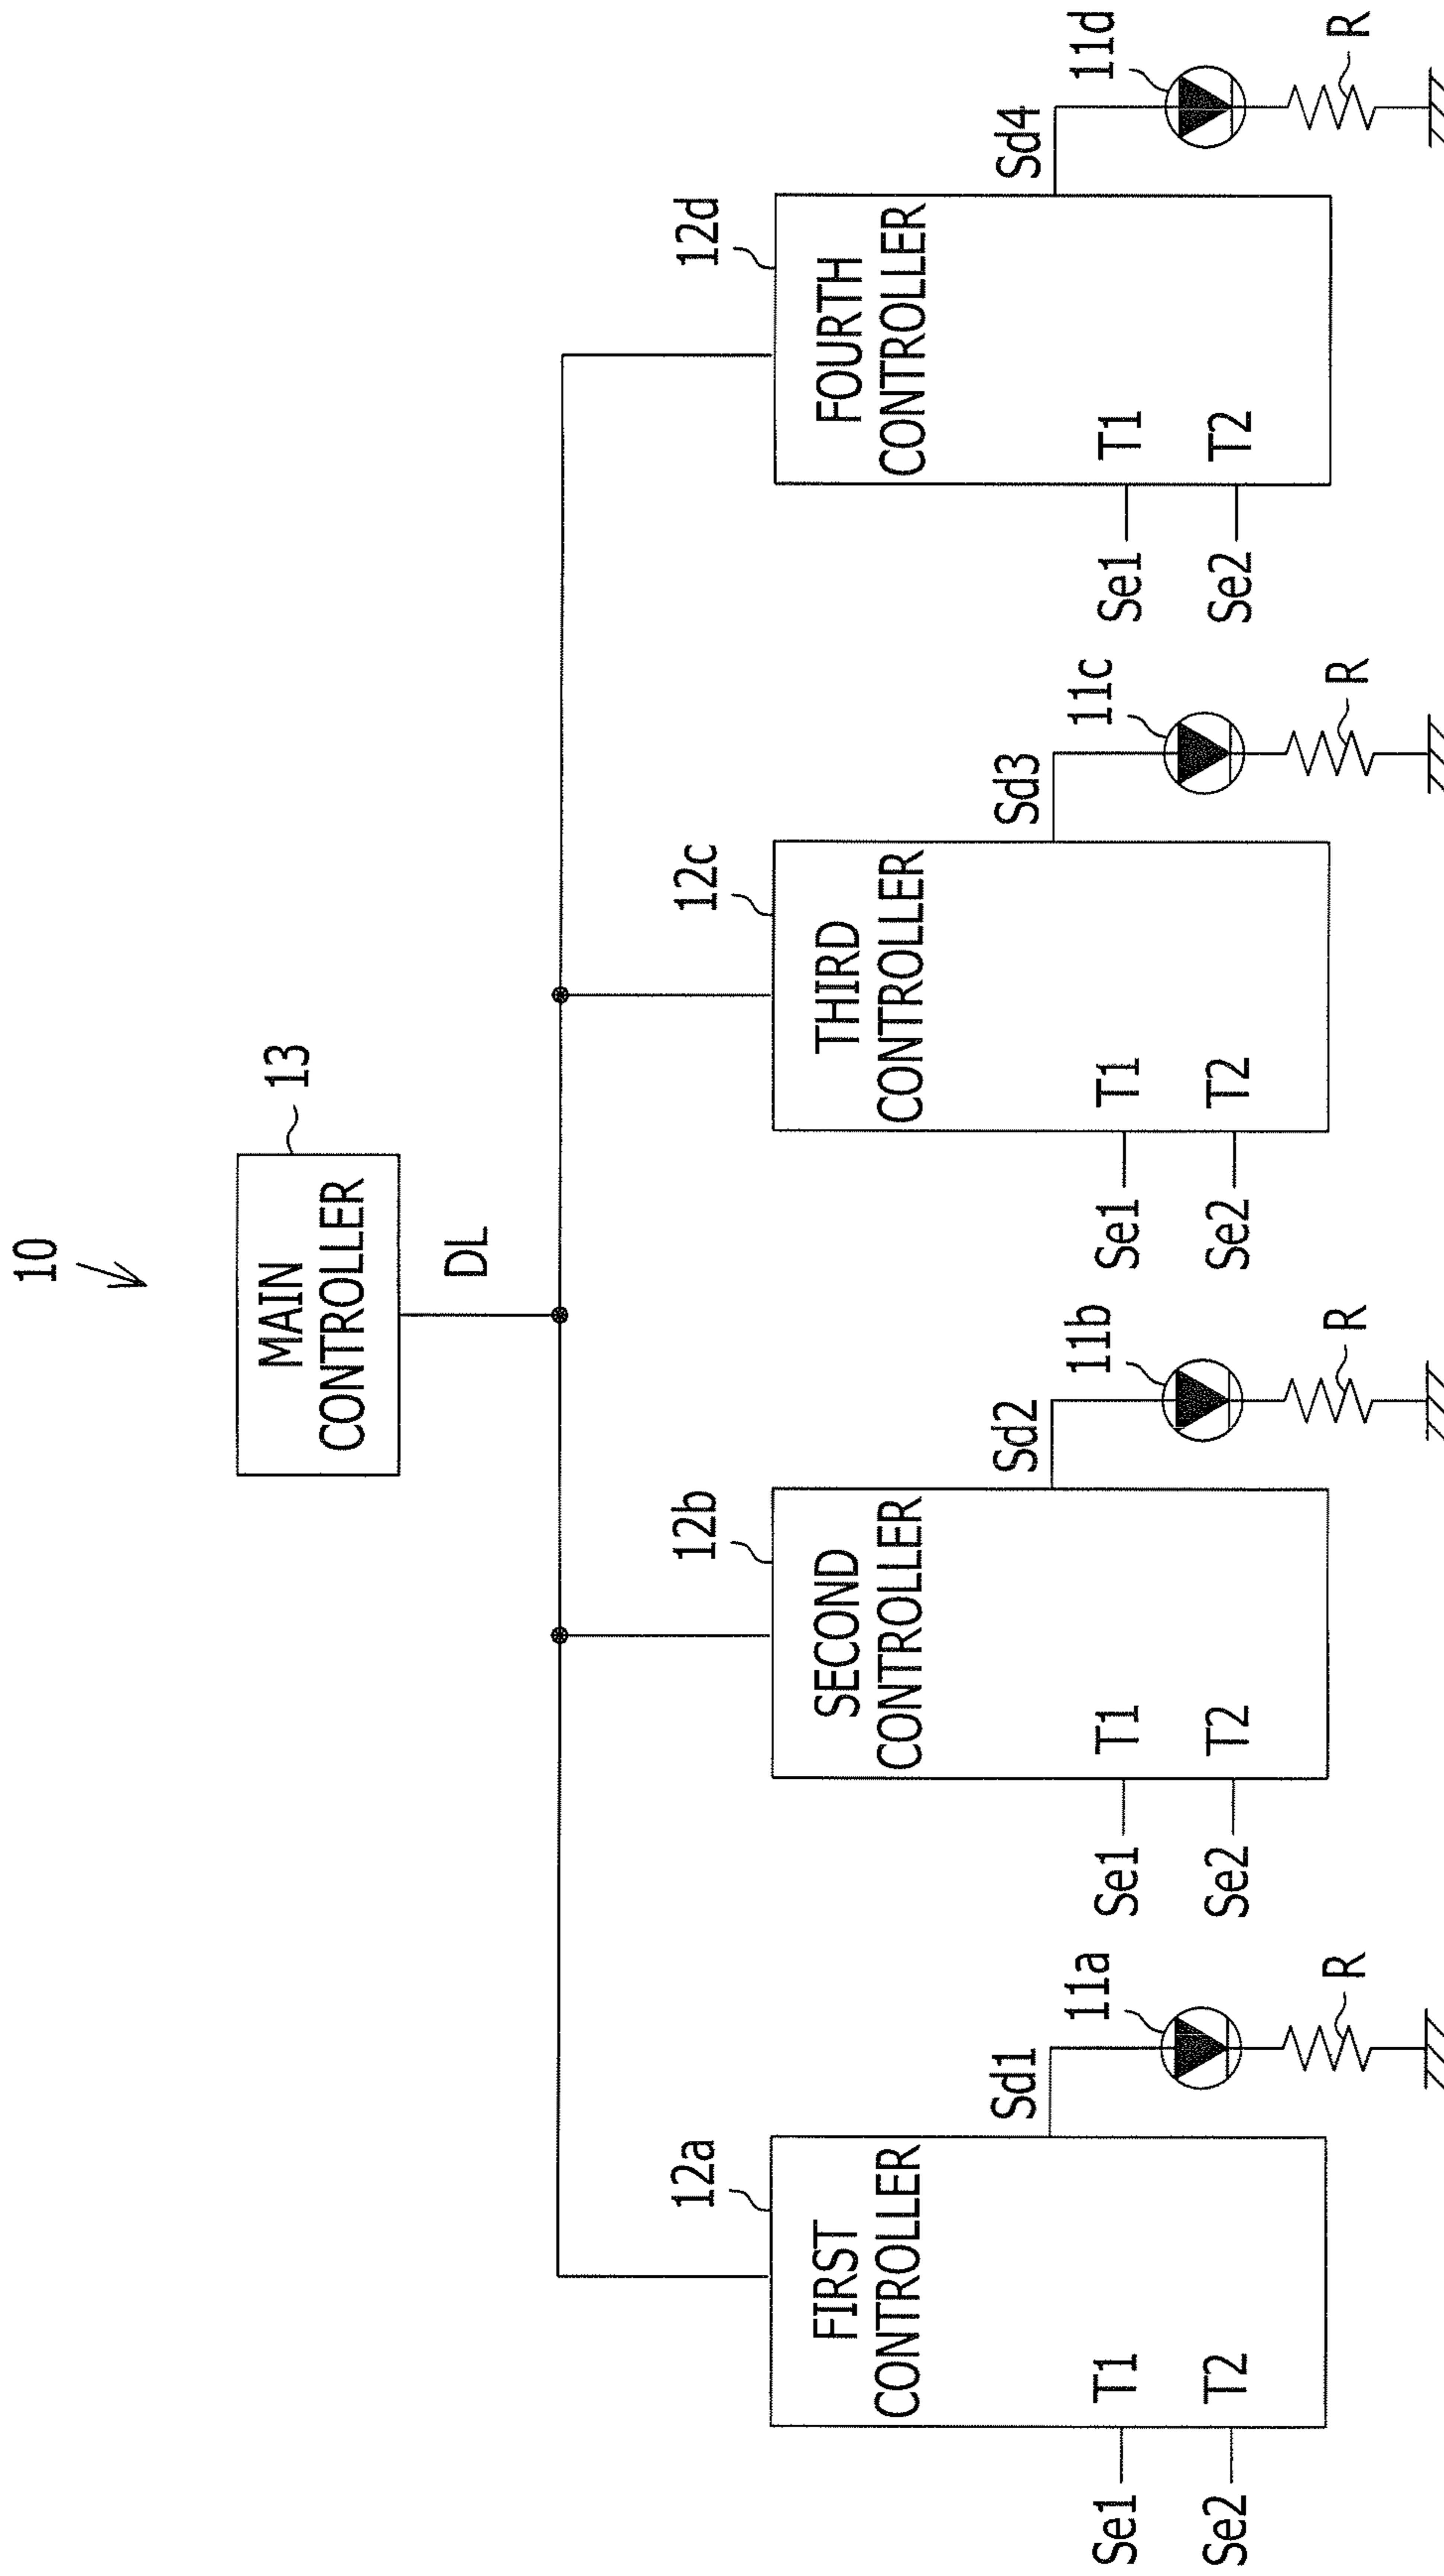 10
MAIN
CONTROLLER
13
DL
12a
FIRST
CONTROLLER
T1
T2
Se1
Se2
Sd1
11a
R
12b
SECOND
CONTROLLER
T1
T2
Se1
Se2
Sd2
11b
R
12c
THIRD
CONTROLLER
T1
T2
Se1
Se2
Sd3
11c
R
12d
FOURTH
CONTROLLER
T1
T2
Se1
Se2
Sd4
11d
R